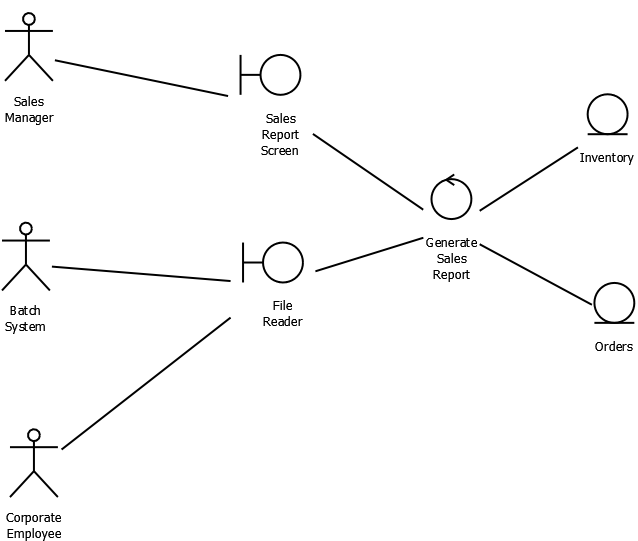 Sales
Manager
Sales
Report
Screen
Inventory
Generate
Sales
Report
Batch
System
File
Reader
Orders
Corporate
Employee